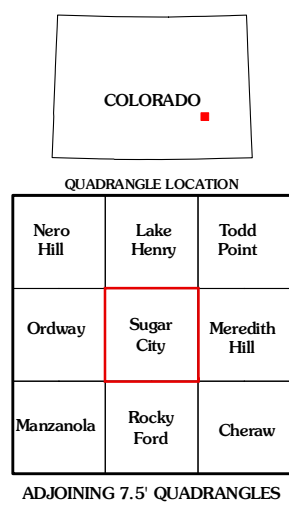 COLORADO
QUADRANGLE LOCATION
Nero
Hill
Lake
Henry
Todd
Point
Ordway
Sugar
City
Meredith
Hill
Manzanola
Rocky
Ford
Cheraw
ADJOINING 7.5' QUADRANGLES